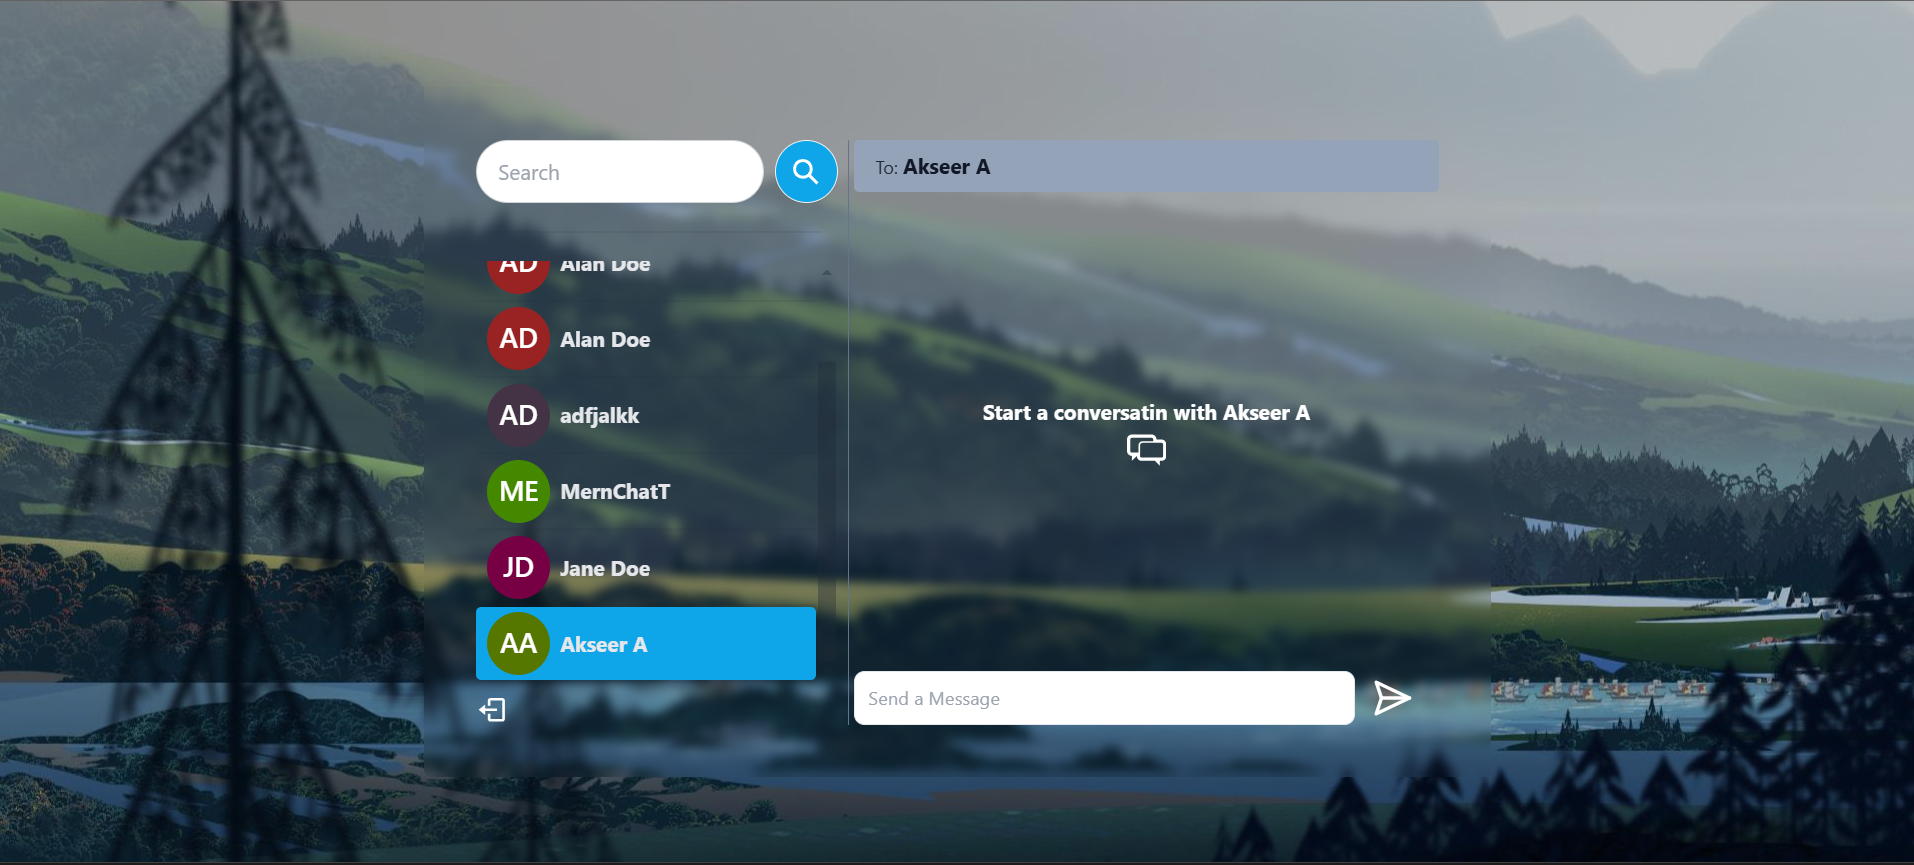 Search
To: Akseer A
AD Alan Doe
AD Alan Doe
AD adfjalkk
Start a conversatin with Akseer A
ME MernChatT
JD Jane Doe
AA Akseer A
Send a Message